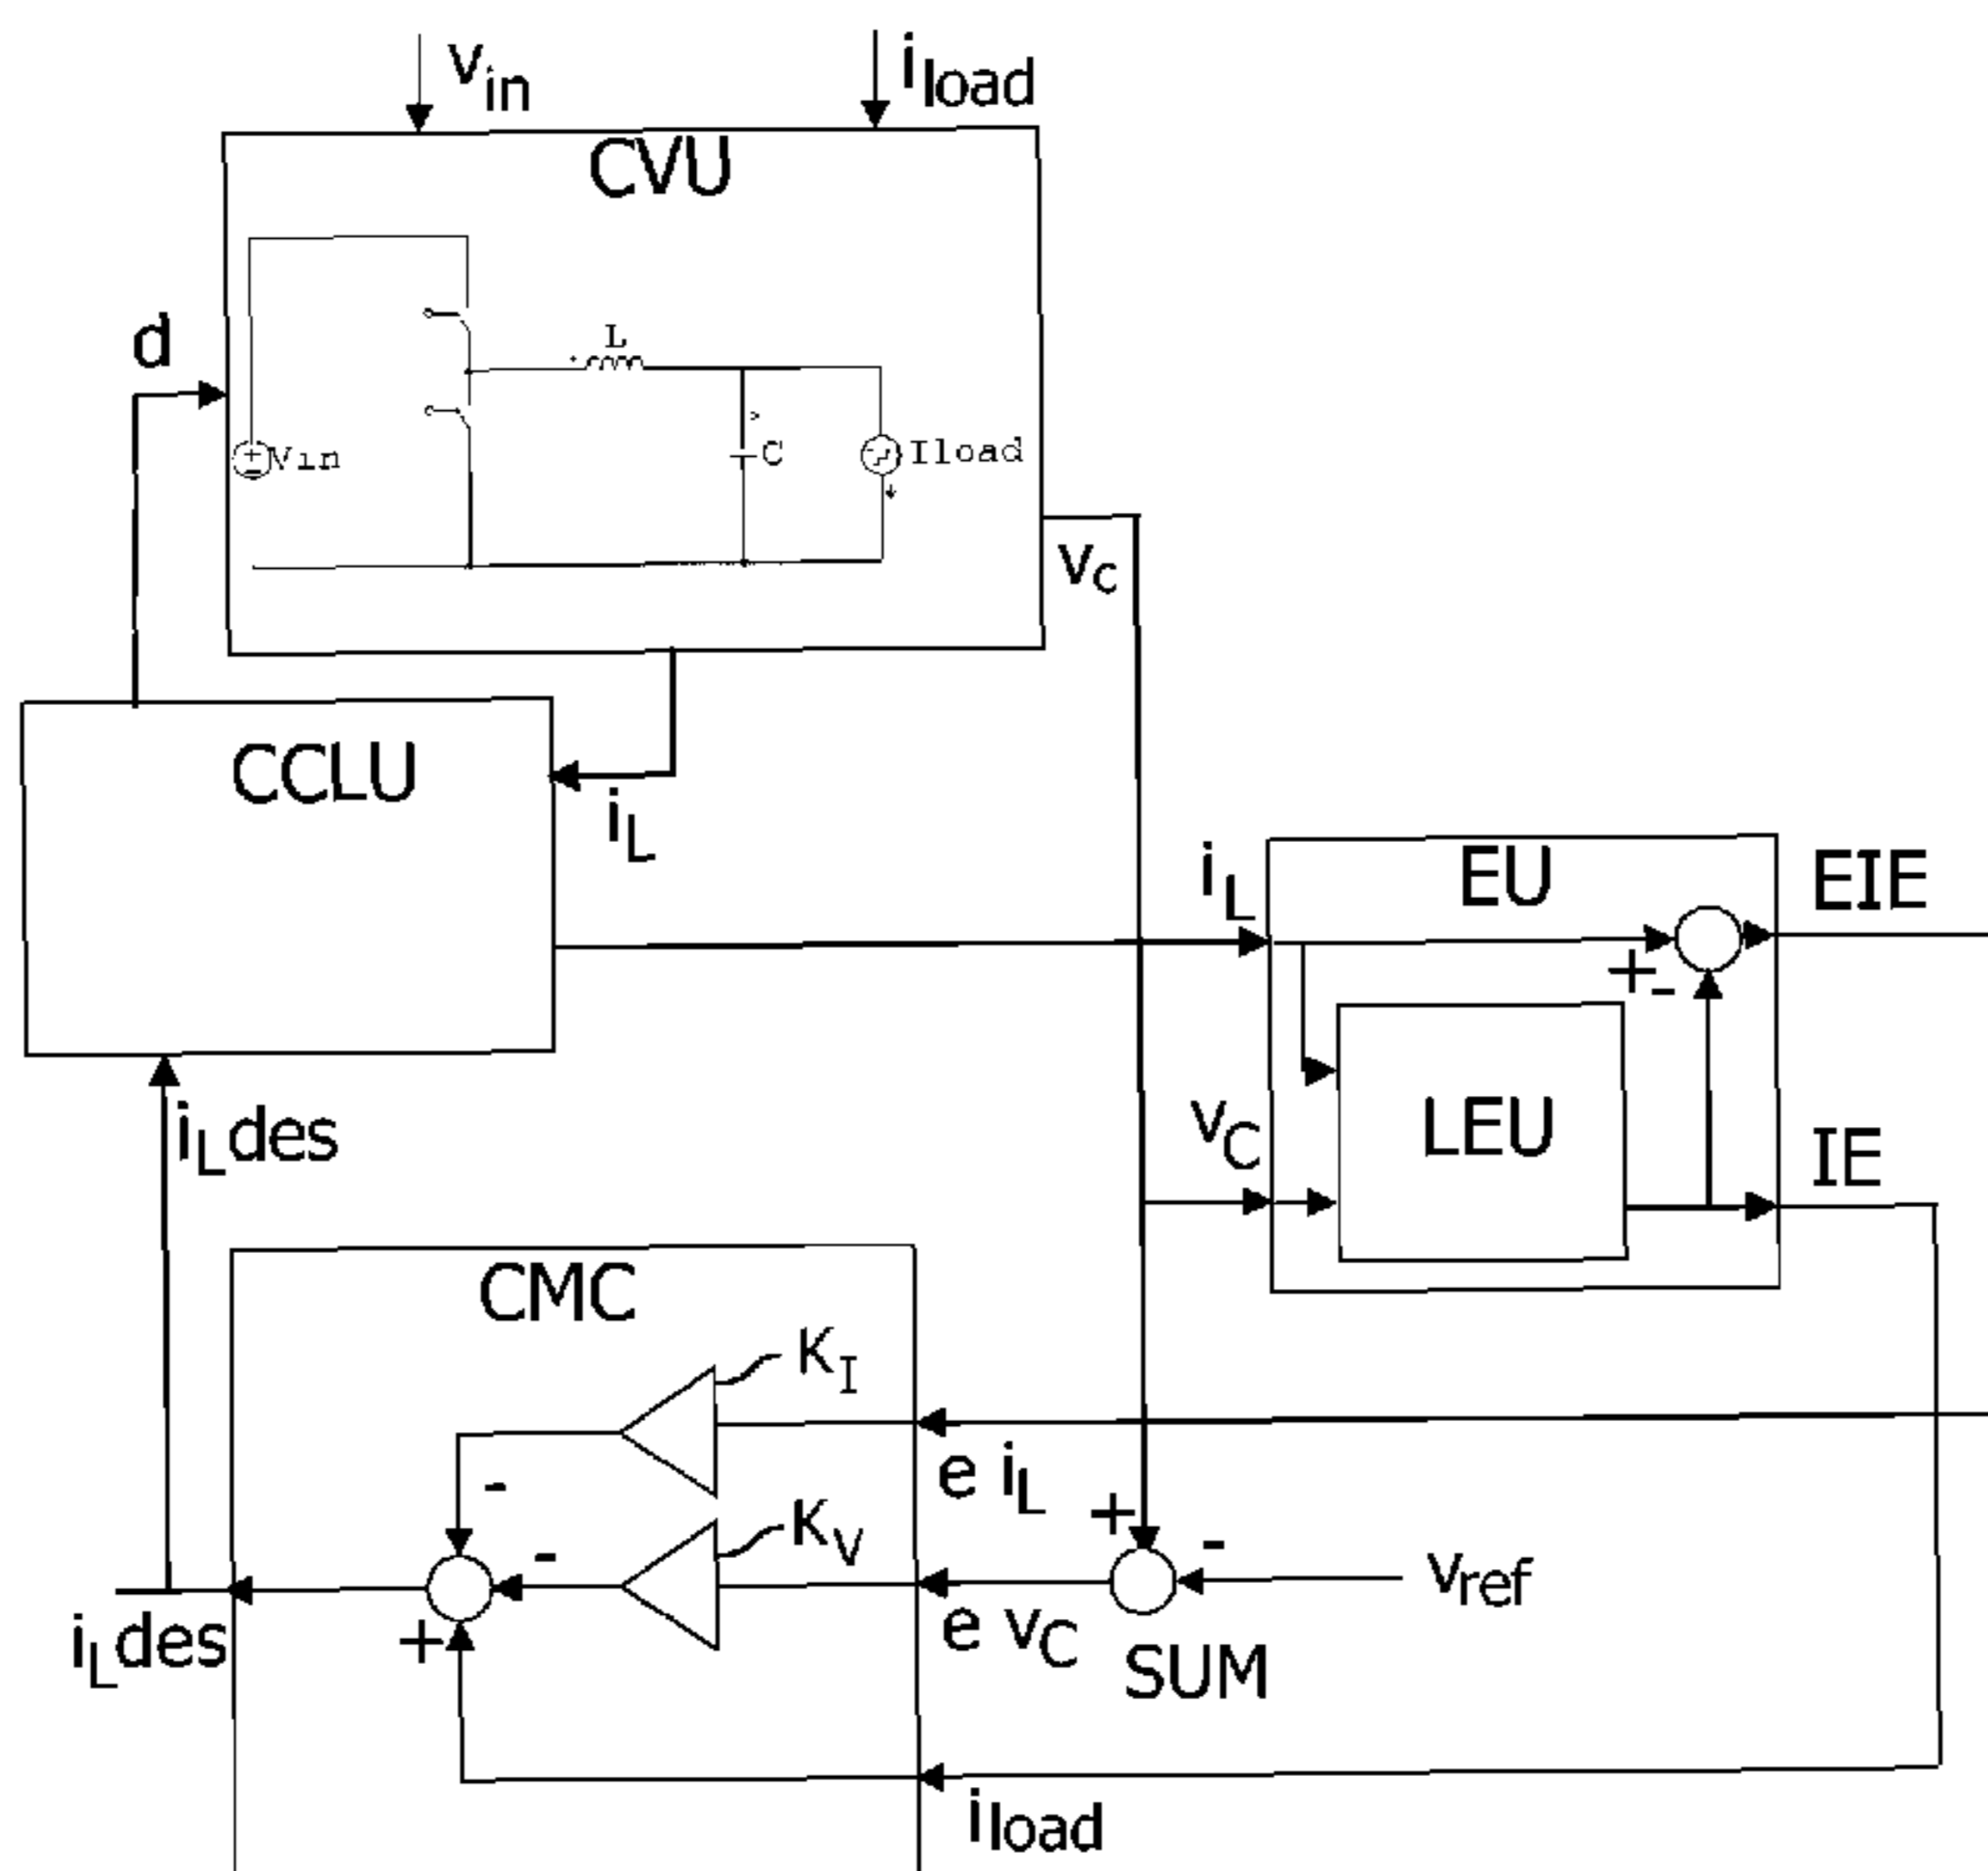 vin
iload
CVU
d
L
Vin
C
Iload
vc
CCLU
iL
iL
EU
EIE
+
-
iLdes
vC
LEU
IE
CMC
KI
-
e iL
KV
-
+
-
vref
+
iLdes
e vC
SUM
iload